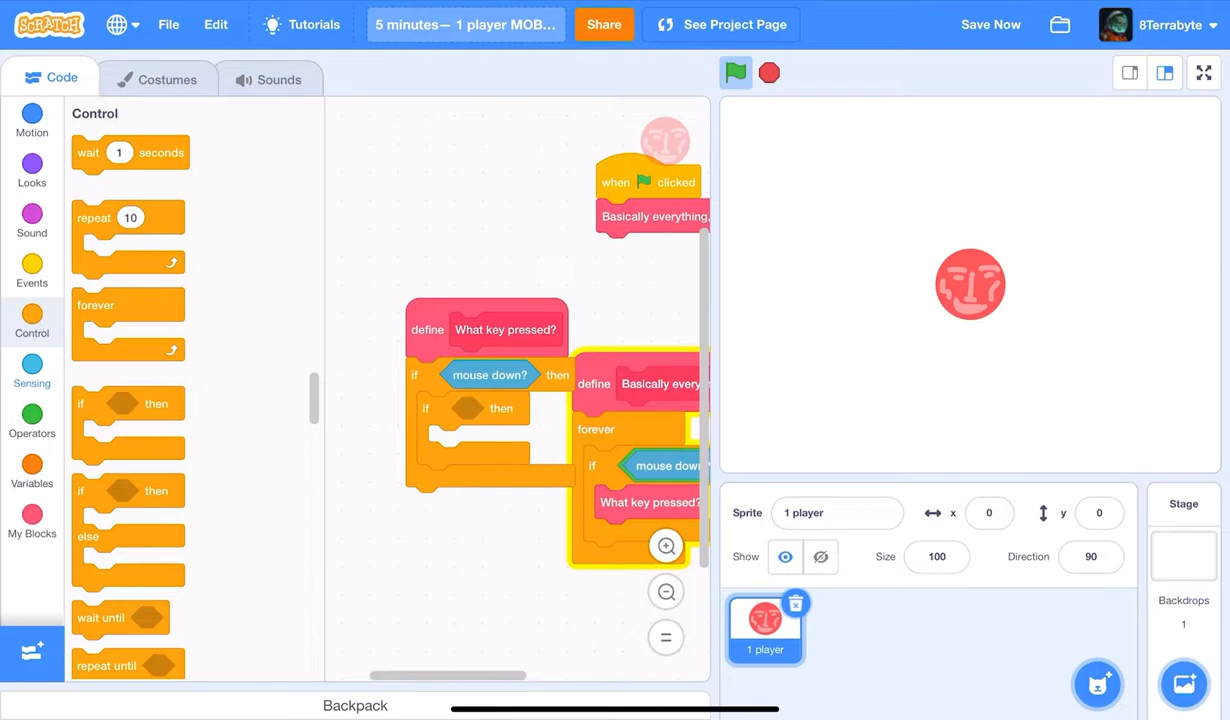 SCRATCH File Edit Tutorials 5 minutes— 1 player MOB... Share See Project Page Save Now 8Terrabyte
Code Costumes Sounds
Motion
Looks
Sound
Events
Control
Sensing
Operators
Variables
My Blocks
Control
wait 1 seconds
repeat 10
forever
if then
if then
else
wait until
repeat until
when clicked
Basically everything,
define What key pressed?
if mouse down? then
if then
define Basically every
forever
if mouse down
What key pressed?
Sprite 1 player x 0 y 0
Show Size 100 Direction 90
1 player
Stage
Backdrops
1
Backpack